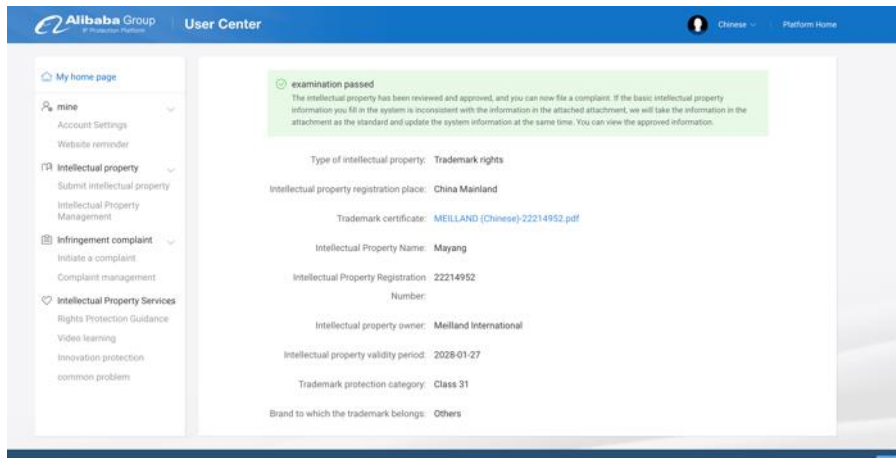 Alibaba Group
IP Protection Platform
User Center
Chinese
Platform Home
My home page
mine
Account Settings
Website reminder
Intellectual property
Submit intellectual property
Intellectual Property
Management
Infringement complaint
Initiate a complaint
Complaint management
Intellectual Property Services
Rights Protection Guidance
Video learning
Innovation protection
common problem
examination passed
The intellectual property has been reviewed and approved, and you can now file a complaint. If the basic intellectual property
information you fill in the system is inconsistent with the information in the attached attachment, we will take the information in the
attachment as the standard and update the system information at the same time. You can view the approved information.
Type of intellectual property: Trademark rights
Intellectual property registration place: China Mainland
Trademark certificate: MEILLAND (Chinese)-22214952.pdf
Intellectual Property Name: Mayang
Intellectual Property Registration 22214952
Number:
Intellectual property owner: Meilland International
Intellectual property validity period: 2028-01-27
Trademark protection category: Class 31
Brand to which the trademark belongs: Others